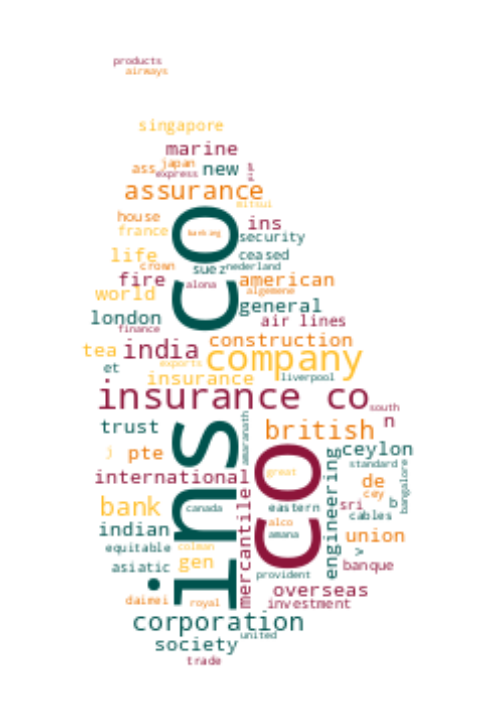 products
airways
singapore
marine
japan
ass
express
new
assurance
mitsui
house
france
ins
co
banking
security
life
crown
suez
nederland
ceased
fire
alona
american
algemene
world
general
london
air lines
finance
construction
tea
india
company
et
exports
insurance
liverpool
insurance co
south
trust
british
n
amaranath
ins co
co
j
pte
ceylon
standard
international
great
engineering
de
cey
bangalore
bank
canada
eastern
sri
b
cables
indian
alco
amana
union
equitable
colman
v
asiatic
gen
mercantile
provident
banque
overseas
daimei
royal
investment
corporation
united
society
trade